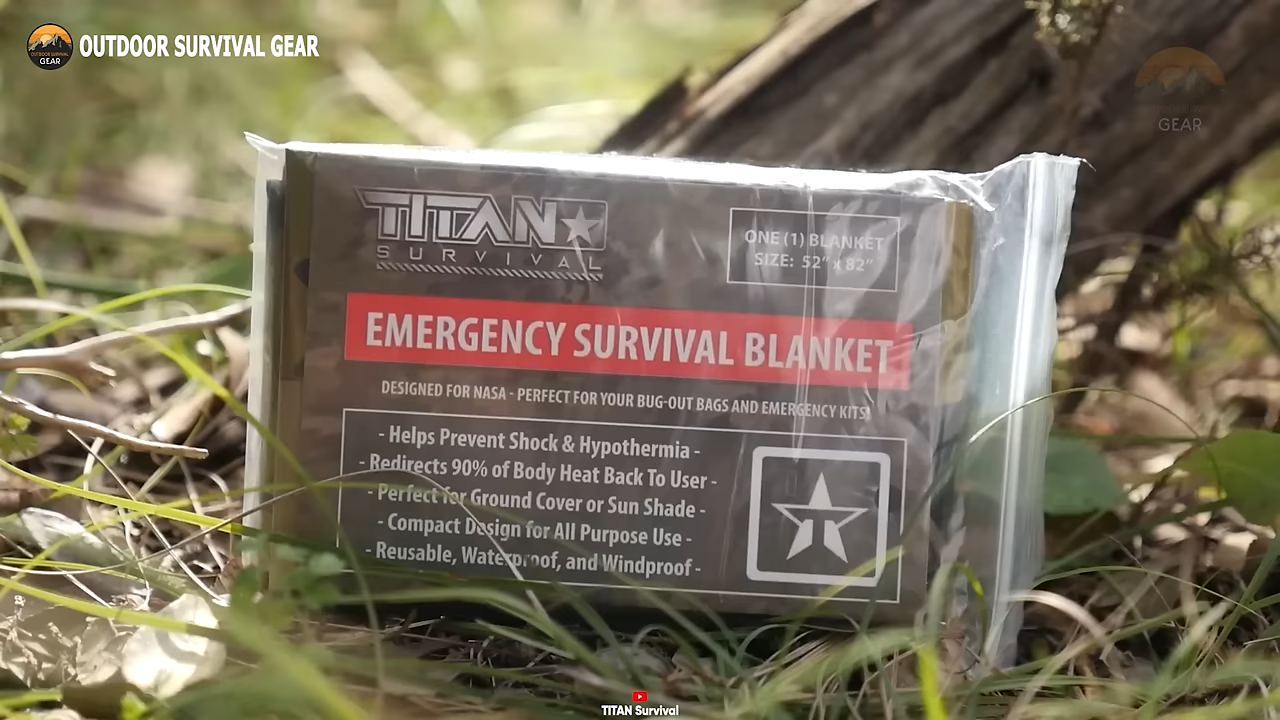 OUTDOOR SURVIVAL GEAR
GEAR
GEAR
TITAN
SURVIVAL
ONE (1) BLANKET
SIZE: 52" x 82"
EMERGENCY SURVIVAL BLANKET
DESIGNED FOR NASA - PERFECT FOR YOUR BUG-OUT BAGS AND EMERGENCY KITS!
- Helps Prevent Shock & Hypothermia -
- Redirects 90% of Body Heat Back To User -
- Perfect for Ground Cover or Sun Shade -
- Compact Design for All Purpose Use -
- Reusable, Waterproof, and Windproof -
TITAN Survival